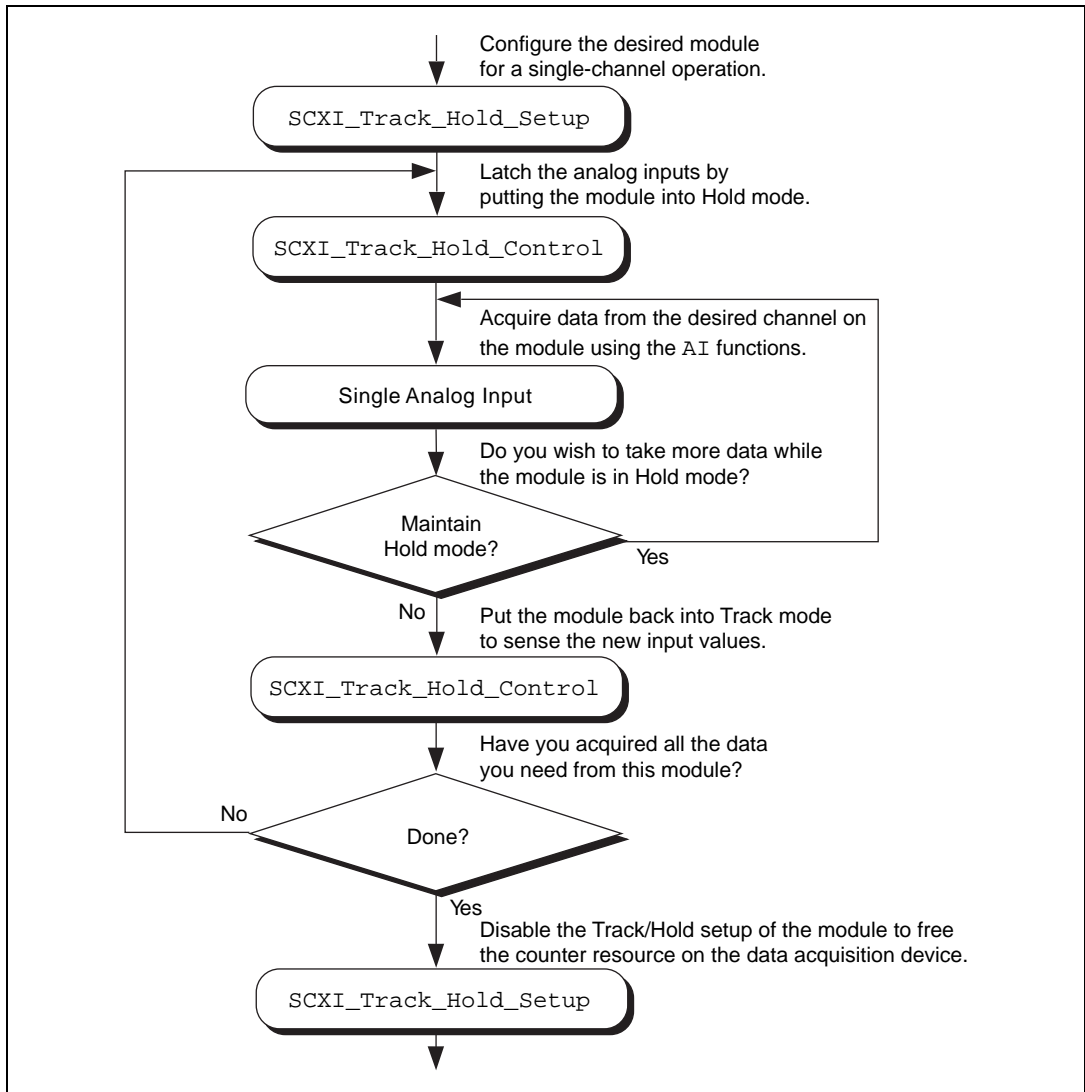 Configure the desired module
for a single-channel operation.
SCXI_Track_Hold_Setup
Latch the analog inputs by
putting the module into Hold mode.
SCXI_Track_Hold_Control
Acquire data from the desired channel on
the module using the AI functions.
Single Analog Input
Do you wish to take more data while
the module is in Hold mode?
Maintain
Hold mode?
Yes
No
Put the module back into Track mode
to sense the new input values.
SCXI_Track_Hold_Control
Have you acquired all the data
you need from this module?
No
Done?
Yes
Disable the Track/Hold setup of the module to free
the counter resource on the data acquisition device.
SCXI_Track_Hold_Setup